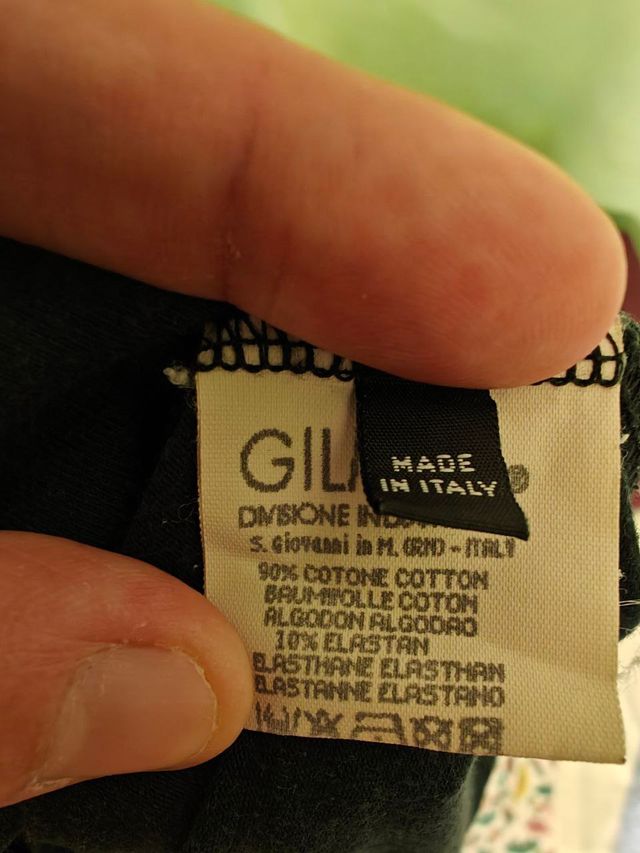 MADE
IN ITALY
DIVISIONE
S. Giovanni in M. (RN) - ITALY
90% COTONE COTTON
BAUMWOLLE COTON
ALGODON ALGODAO
10% ELASTAN
ELASTHANE ELASTHAN
ELASTANNE ELASTANO